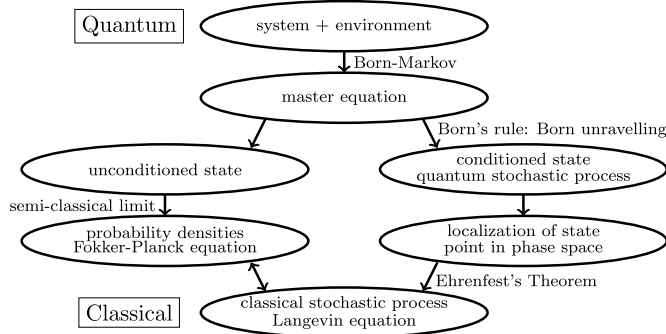 Quantum
system + environment
Born-Markov
master equation
Born's rule: Born unravelling
unconditioned state
conditioned state
quantum stochastic process
semi-classical limit
probability densities
Fokker-Planck equation
localization of state
point in phase space
Ehrenfest's Theorem
Classical
classical stochastic process
Langevin equation